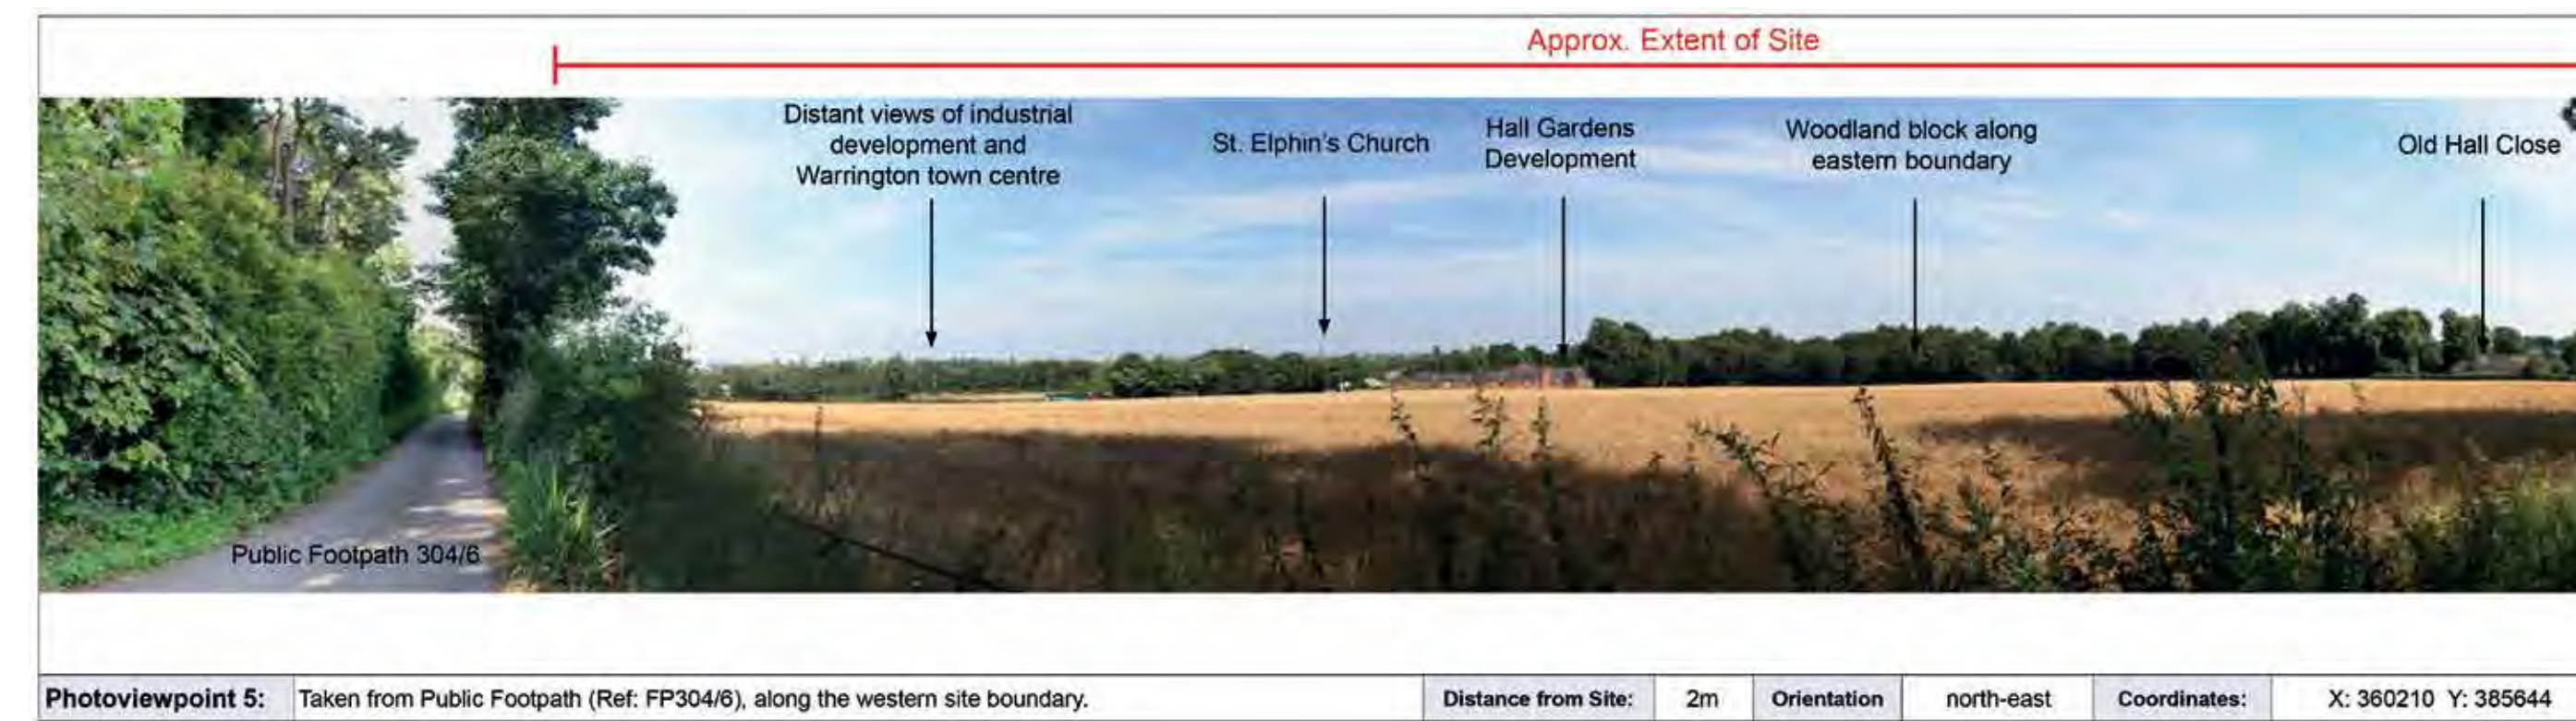 Approx. Extent of Site
Distant views of industrial
development and
Warrington town centre
St. Elphin's Church
Hall Gardens
Development
Woodland block along
eastern boundary
Old Hall Close
Public Footpath 304/6
Photoviewpoint 5: Taken from Public Footpath (Ref: FP304/6), along the western site boundary. Distance from Site: 2m Orientation north-east Coordinates: X: 360210 Y: 385644